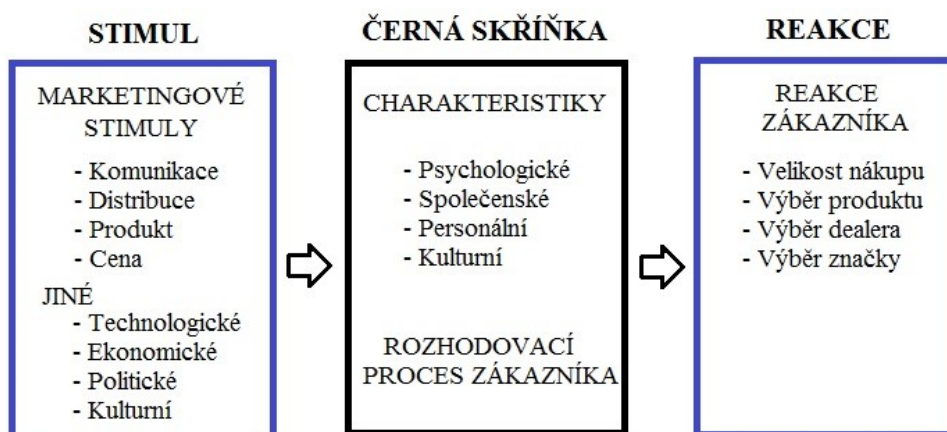 STIMUL
MARKETINGOVÉ
STIMULY
- Komunikace
- Distribuce
- Produkt
- Cena
JINÉ
- Technologické
- Ekonomické
- Politické
- Kulturní
ČERNÁ SKŘÍŇKA
CHARAKTERISTIKY
- Psychologické
- Společenské
- Personální
- Kulturní
ROZHODOVACÍ
PROCES ZÁKAZNÍKA
REAKCE
REAKCE
ZÁKAZNÍKA
- Velikost nákupu
- Výběr produktu
- Výběr dealera
- Výběr značky